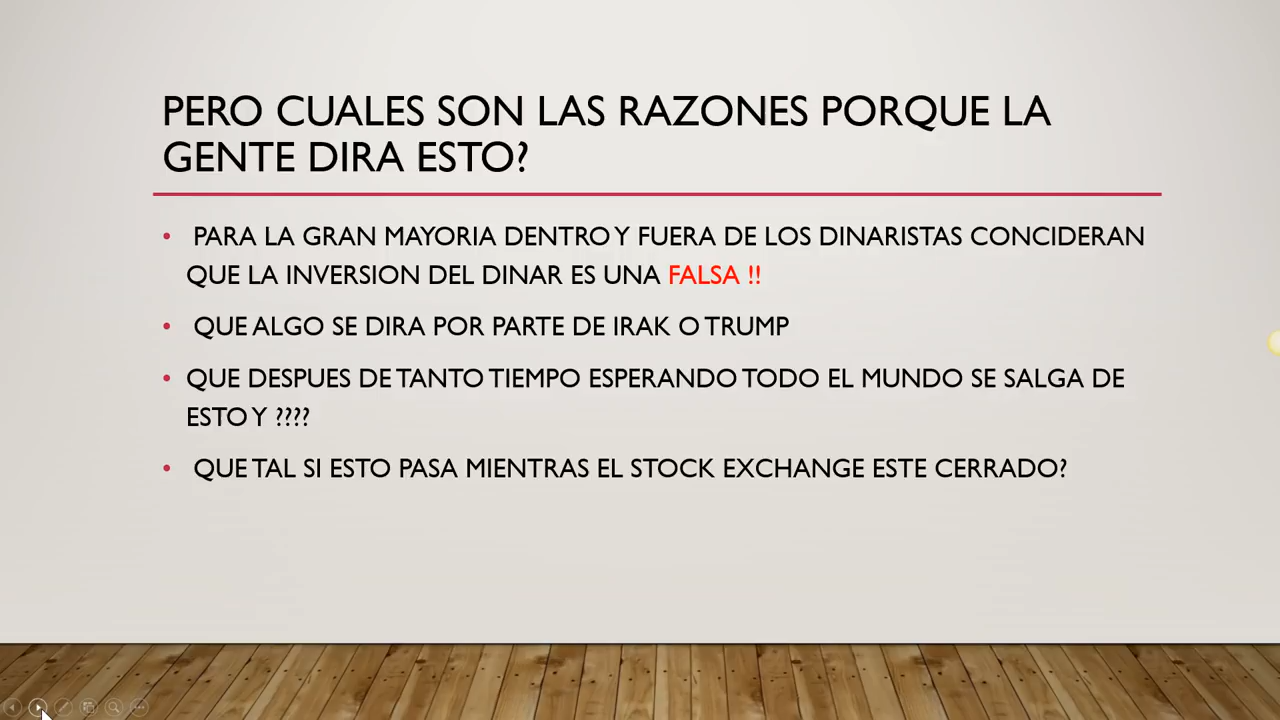 PERO CUALES SON LAS RAZONES PORQUE LA
GENTE DIRA ESTO?
• PARA LA GRAN MAYORIA DENTRO Y FUERA DE LOS DINARISTAS CONCIDERAN
QUE LA INVERSION DEL DINAR ES UNA FALSA !!
• QUE ALGO SE DIRA POR PARTE DE IRAK O TRUMP
• QUE DESPUES DE TANTO TIEMPO ESPERANDO TODO EL MUNDO SE SALGA DE
ESTO Y ????
• QUE TAL SI ESTO PASA MIENTRAS EL STOCK EXCHANGE ESTE CERRADO?